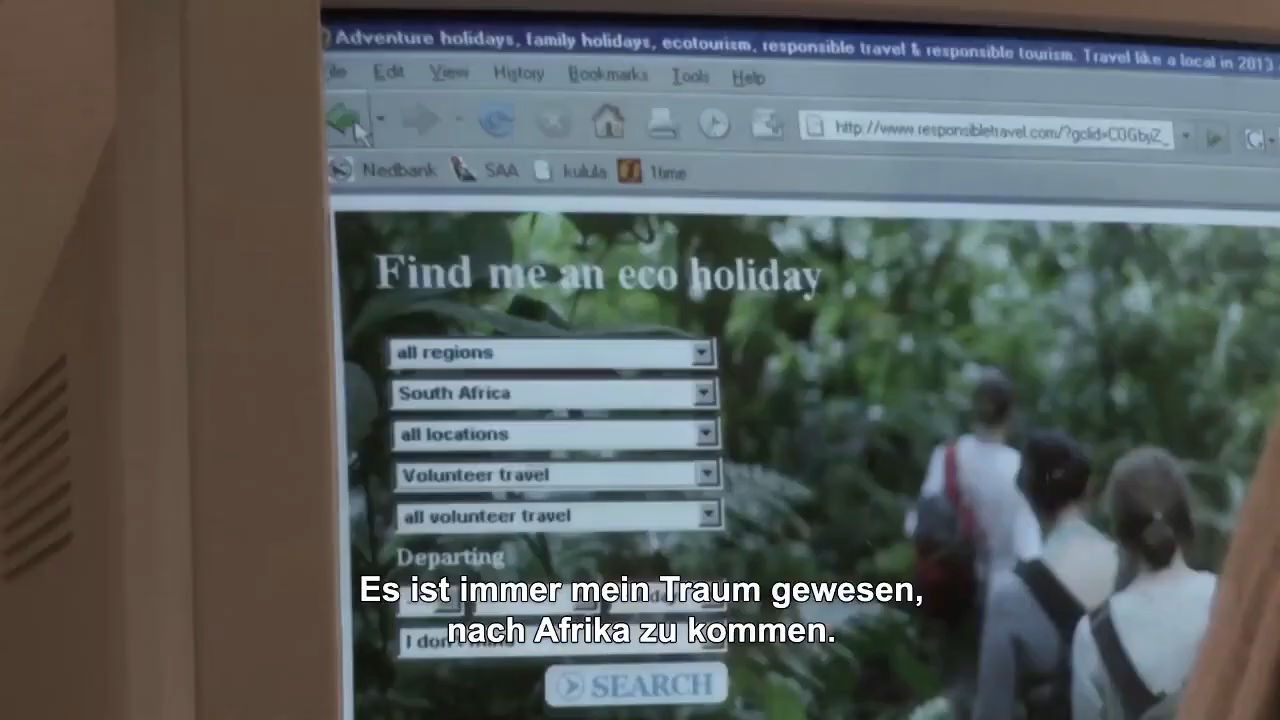 Adventure holidays, family holidays, ecotourism, responsible travel & responsible tourism. Travel like a local in 2013
File Edit View History Bookmarks Tools Help
http://www.responsibletravel.com/?gclid=
Nedbank SAA kulula 1time
Find me an eco holiday
all regions
South Africa
all locations
Volunteer travel
all volunteer travel
Departing
Es ist immer mein Traum gewesen,
nach Afrika zu kommen.
I don't
SEARCH